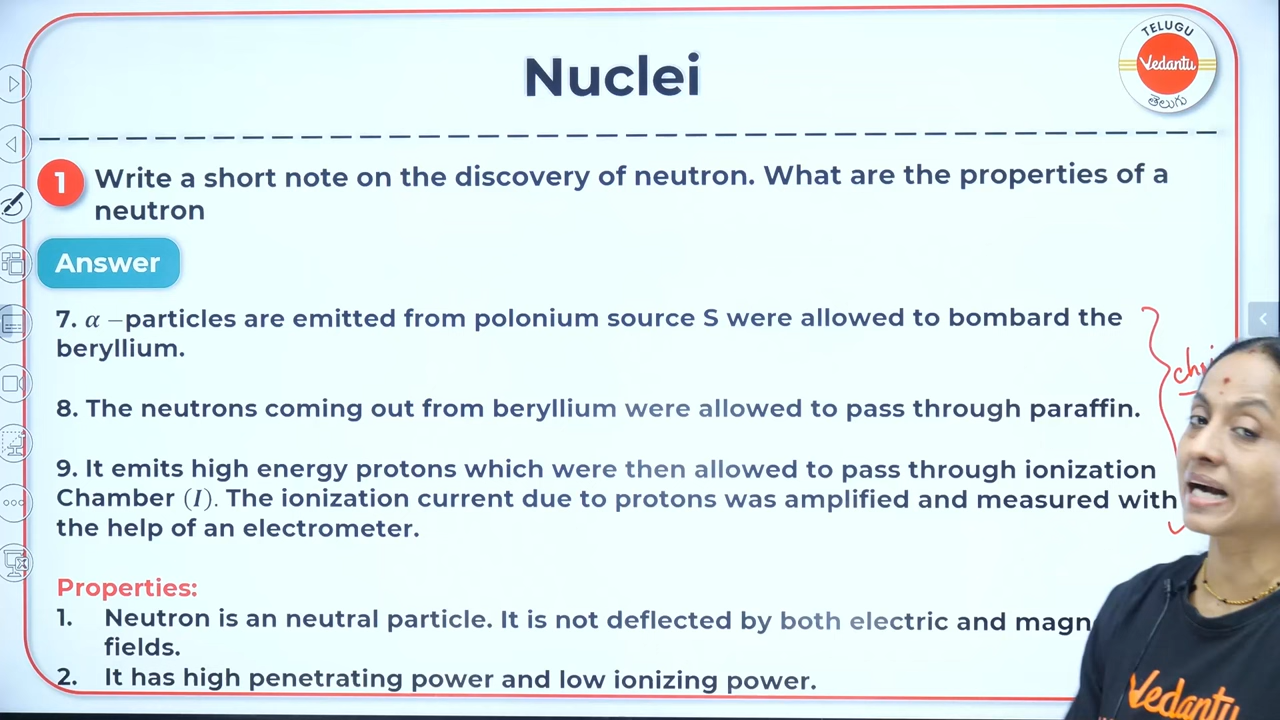 Nuclei
TELUGU
Vedantu
తెలుగు
1 Write a short note on the discovery of neutron. What are the properties of a
neutron
Answer
7. α –particles are emitted from polonium source S were allowed to bombard the
beryllium.
8. The neutrons coming out from beryllium were allowed to pass through paraffin.
9. It emits high energy protons which were then allowed to pass through ionization
Chamber (I). The ionization current due to protons was amplified and measured with
the help of an electrometer.
Properties:
1. Neutron is an neutral particle. It is not deflected by both electric and
fields.
2. It has high penetrating power and low ionizing power.
Vedantu